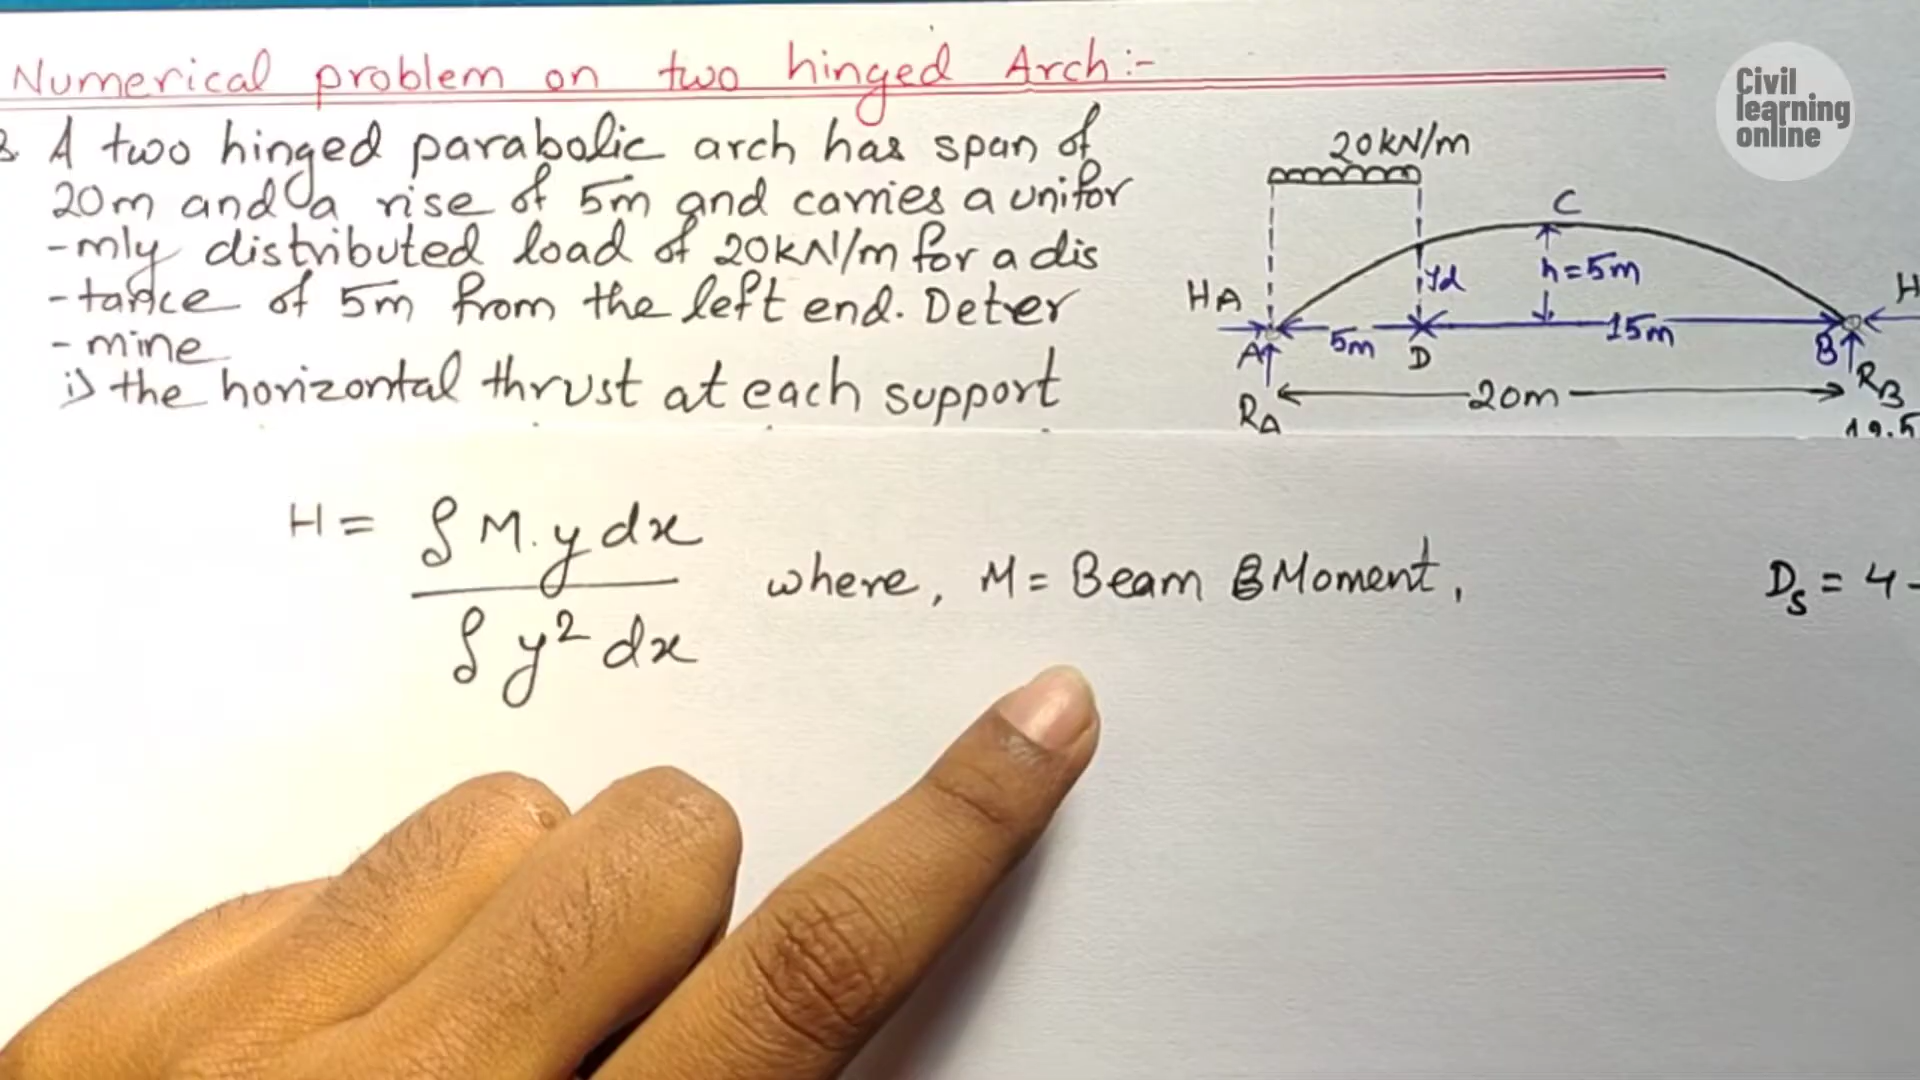 Numerical problem on two hinged Arch:-
Civil
learning
online
A two hinged parabolic arch has span of
20m and a rise of 5m and carries a unifor
-mly distributed load of 20kN/m for a dis
-tance of 5m from the left end. Deter
-mine
i) the horizontal thrust at each support
20kN/m
C
yd
h=5m
HA
H
5m
15m
A
D
B
RA
20m
RB
19.5
H = ∫ M. y dx
∫ y² dx
where, M = Beam BMoment,
Ds = 4 -